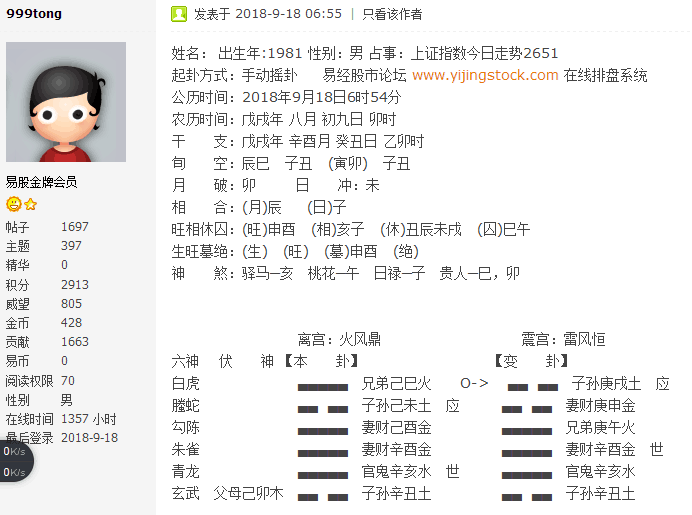 999tong
发表于 2018-9-18 06:55 | 只看该作者
易股金牌会员
帖子 1697
主题 397
精华 0
积分 2913
威望 805
金币 428
贡献 1663
易币 0
阅读权限 70
性别 男
在线时间 1357 小时
最后登录 2018-9-18
0K/s
0K/s
姓名： 出生年:1981 性别：男 占事：上证指数今日走势2651
起卦方式：手动摇卦 易经股市论坛 www.yijingstock.com 在线排盘系统
公历时间：2018年9月18日6时54分
农历时间：戊戌年 八月 初九日 卯时
干 支：戊戌年 辛酉月 癸丑日 乙卯时
旬 空：辰巳 子丑 (寅卯) 子丑
月 破：卯 日 冲：未
相 合：(月)辰 (日)子
旺相休囚：(旺)申酉 (相)亥子 (休)丑辰未戌 (囚)巳午
生旺墓绝：(生) (旺) (墓)申酉 (绝)
神 煞：驿马─亥 桃花─午 日禄─子 贵人─巳，卯
离宫：火风鼎 震宫：雷风恒
六神 伏 神 【本 卦】 【变 卦】
白虎 兄弟己巳火 O-> 子孙庚戌土 应
螣蛇 子孙己未土 应 妻财庚申金
勾陈 妻财己酉金 兄弟庚午火
朱雀 妻财辛酉金 妻财辛酉金 世
青龙 官鬼辛亥水 世 官鬼辛亥水
玄武 父母己卯木 子孙辛丑土 子孙辛丑土